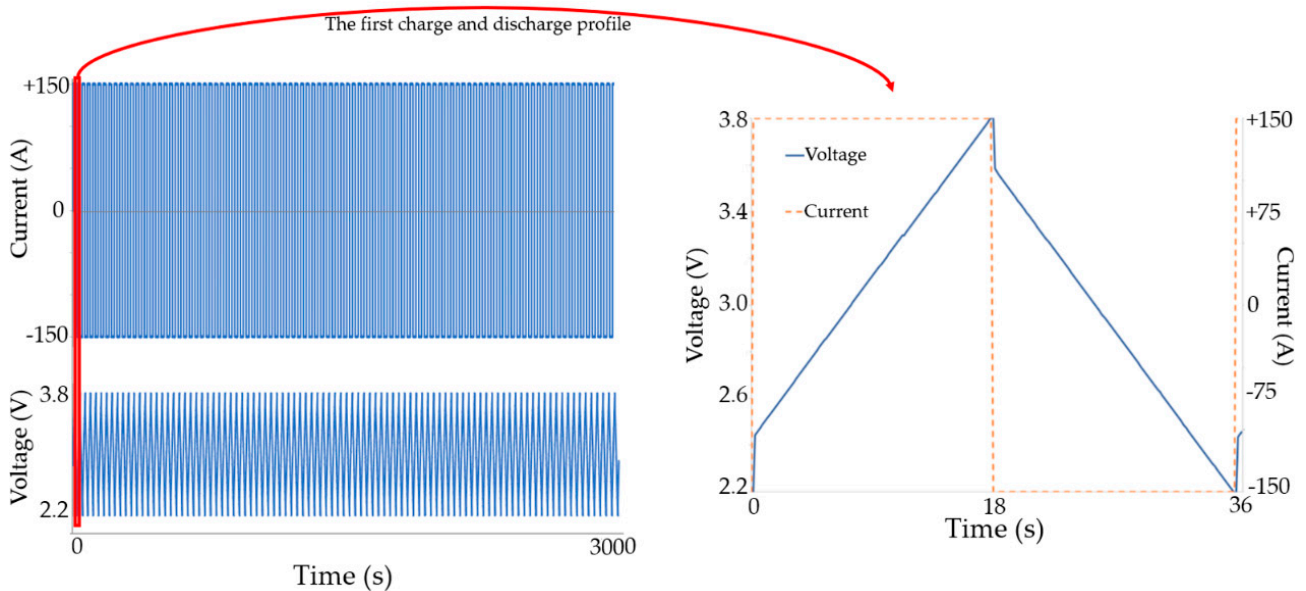 The first charge and discharge profile
+150
0
-150
Current (A)
3.8
2.2
Voltage (V)
0
3000
Time (s)
3.8
3.4
3.0
2.6
2.2
Voltage (V)
Voltage
Current
+150
+75
0
-75
-150
Current (A)
0
18
36
Time (s)